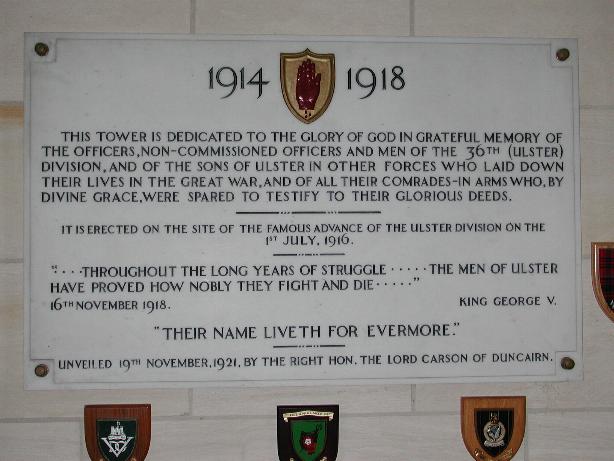 1914 1918
THIS TOWER IS DEDICATED TO THE GLORY OF GOD IN GRATEFUL MEMORY OF
THE OFFICERS, NON-COMMISSIONED OFFICERS AND MEN OF THE 36TH (ULSTER)
DIVISION, AND OF THE SONS OF ULSTER IN OTHER FORCES WHO LAID DOWN
THEIR LIVES IN THE GREAT WAR, AND OF ALL THEIR COMRADES-IN ARMS WHO, BY
DIVINE GRACE, WERE SPARED TO TESTIFY TO THEIR GLORIOUS DEEDS.
IT IS ERECTED ON THE SITE OF THE FAMOUS ADVANCE OF THE ULSTER DIVISION ON THE
1ST JULY, 1916.
"· · · THROUGHOUT THE LONG YEARS OF STRUGGLE · · · · · THE MEN OF ULSTER
HAVE PROVED HOW NOBLY THEY FIGHT AND DIE · · · · ·"
16TH NOVEMBER 1918. KING GEORGE V.
"THEIR NAME LIVETH FOR EVERMORE."
UNVEILED 19TH NOVEMBER, 1921, BY THE RIGHT HON. THE LORD CARSON OF DUNCAIRN.